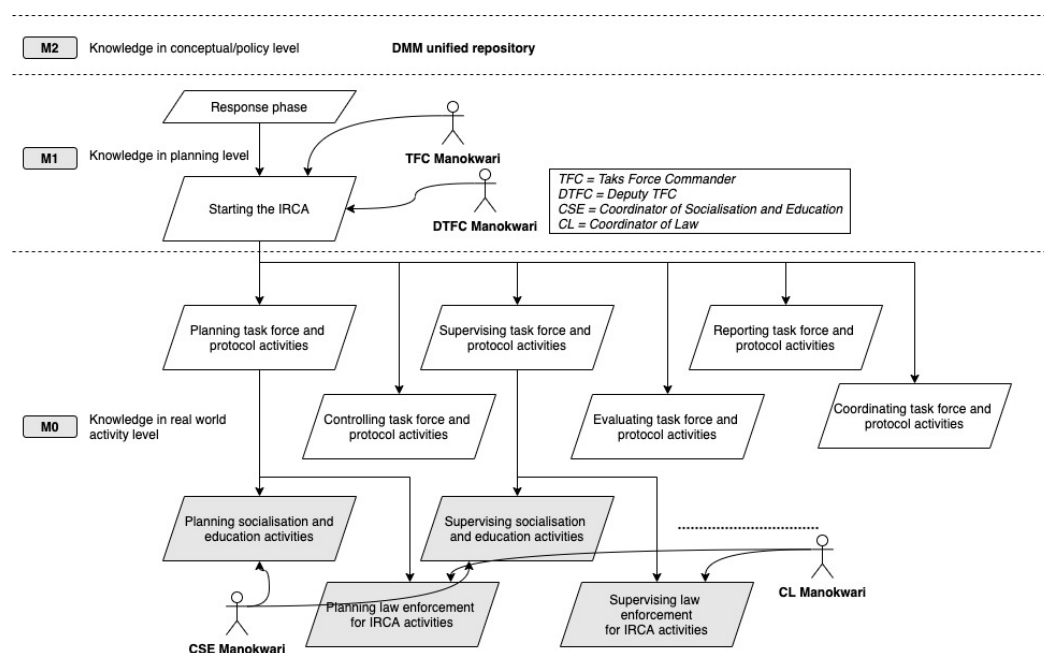 M2
Knowledge in conceptual/policy level
DMM unified repository
Response phase
M1
Knowledge in planning level
TFC Manokwari
Starting the IRCA
DTFC Manokwari
TFC = Taks Force Commander
DTFC = Deputy TFC
CSE = Coordinator of Socialisation and Education
CL = Coordinator of Law
Planning task force and
protocol activities
Supervising task force and
protocol activities
Reporting task force and
protocol activities
M0
Knowledge in real world
activity level
Controlling task force and
protocol activities
Evaluating task force and
protocol activities
Coordinating task force and
protocol activities
Planning socialisation and
education activities
Supervising socialisation
and education activities
Planning law enforcement
for IRCA activities
Supervising law
enforcement
for IRCA activities
CL Manokwari
CSE Manokwari